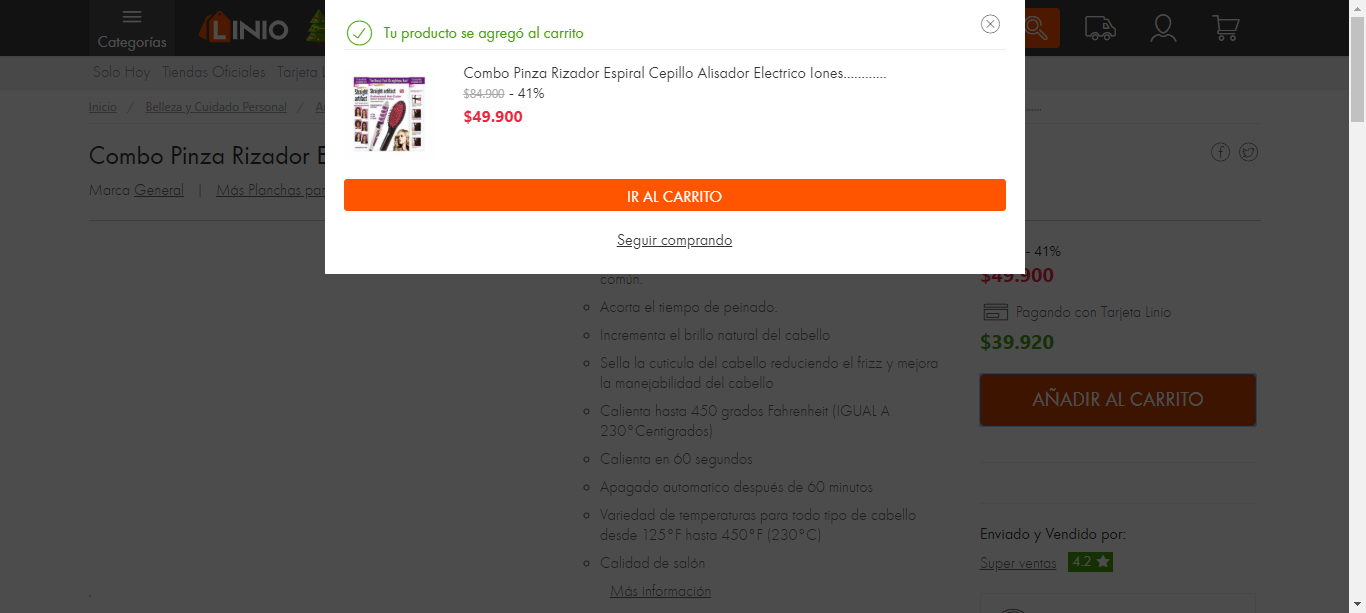 Categorías
LINIO
Solo Hoy Tiendas Oficiales Tarjeta L
Inicio / Belleza y Cuidado Personal /
Combo Pinza Rizador E
Marca General | Más Planchas par
Tu producto se agregó al carrito
Combo Pinza Rizador Espiral Cepillo Alisador Electrico Iones............
$84.900 - 41%
$49.900
IR AL CARRITO
Seguir comprando
común.
Acorta el tiempo de peinado.
Incrementa el brillo natural del cabello
Sella la cuticula del cabello reduciendo el frizz y mejora
la manejabilidad del cabello
Calienta hasta 450 grados Fahrenheit (IGUAL A
230°Centigrados)
Calienta en 60 segundos
Apagado automatico después de 60 minutos
Variedad de temperaturas para todo tipo de cabello
desde 125°F hasta 450°F (230°C)
Calidad de salón
Más información
- 41%
$49.900
Pagando con Tarjeta Linio
$39.920
AÑADIR AL CARRITO
Enviado y Vendido por:
Super ventas 4.2